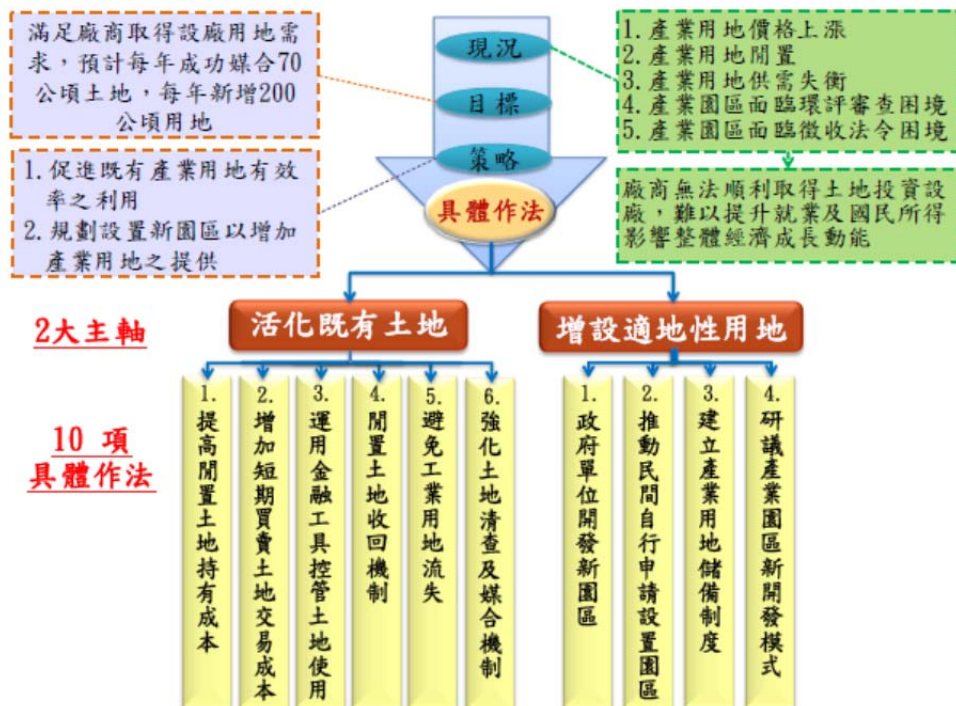 滿足廠商取得設廠用地需
求，預計每年成功媒合70
公頃土地，每年新增200
公頃用地
1. 促進既有產業用地有效
率之利用
2. 規劃設置新園區以增加
產業用地之提供
現況
目標
策略
具體作法
1. 產業用地價格上漲
2. 產業用地閒置
3. 產業用地供需失衡
4. 產業園區面臨環評審查困境
5. 產業園區面臨徵收法令困境
廠商無法順利取得土地投資設
廠，難以提升就業及國民所得
影響整體經濟成長動能
2大主軸
活化既有土地
增設適地性用地
10 項
具體作法
1. 提高閒置土地持有成本
2. 增加短期買賣土地交易成本
3. 運用金融工具控管土地使用
4. 閒置土地收回機制
5. 避免工業用地流失
6. 強化土地清查及媒合機制
1. 政府單位開發新園區
2. 推動民間自行申請設置園區
3. 建立產業用地儲備制度
4. 研議產業園區新開發模式